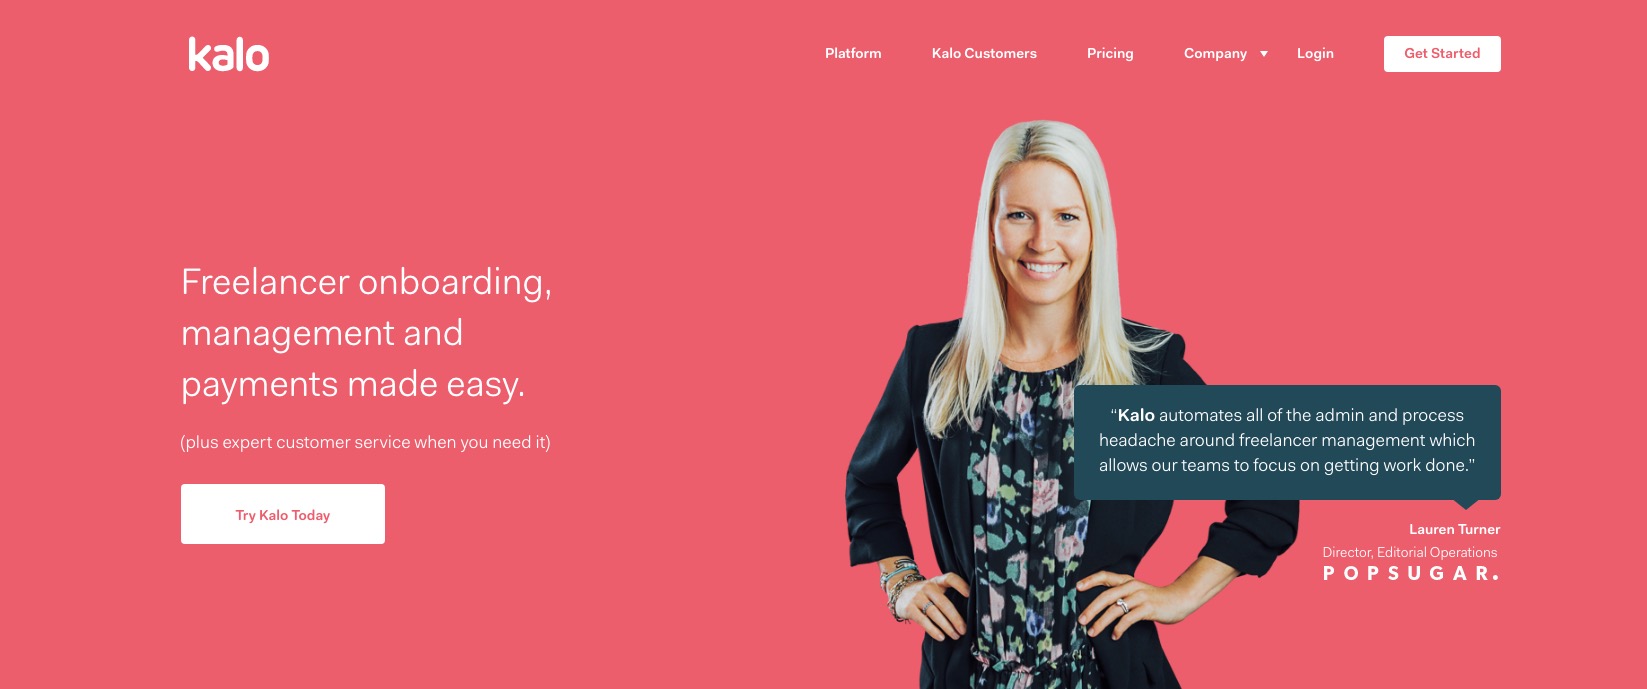 kalo
Platform
Kalo Customers
Pricing
Company
Login
Get Started
Freelancer onboarding,
management and
payments made easy.
(plus expert customer service when you need it)
Try Kalo Today
“Kalo automates all of the admin and process
headache around freelancer management which
allows our teams to focus on getting work done.”
Lauren Turner
Director, Editorial Operations
POPSUGAR.